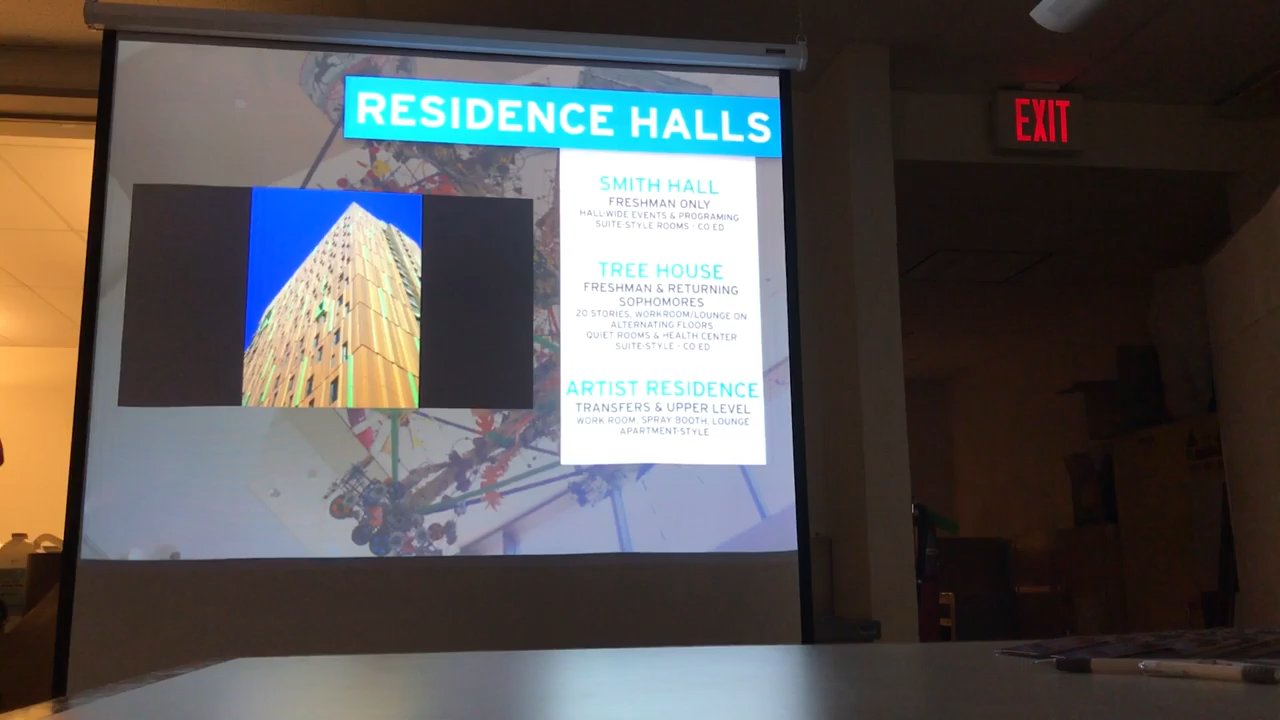 RESIDENCE HALLS
EXIT
SMITH HALL
FRESHMAN ONLY
HALL-WIDE EVENTS & PROGRAMING
SUITE-STYLE ROOMS - CO ED
TREE HOUSE
FRESHMAN & RETURNING
SOPHOMORES
20 STORIES, WORKROOM/LOUNGE ON
ALTERNATING FLOORS
QUIET ROOMS & HEALTH CENTER
SUITE-STYLE - CO ED
ARTIST RESIDENCE
TRANSFERS & UPPER LEVEL
WORK ROOM, SPRAY BOOTH, LOUNGE
APARTMENT-STYLE